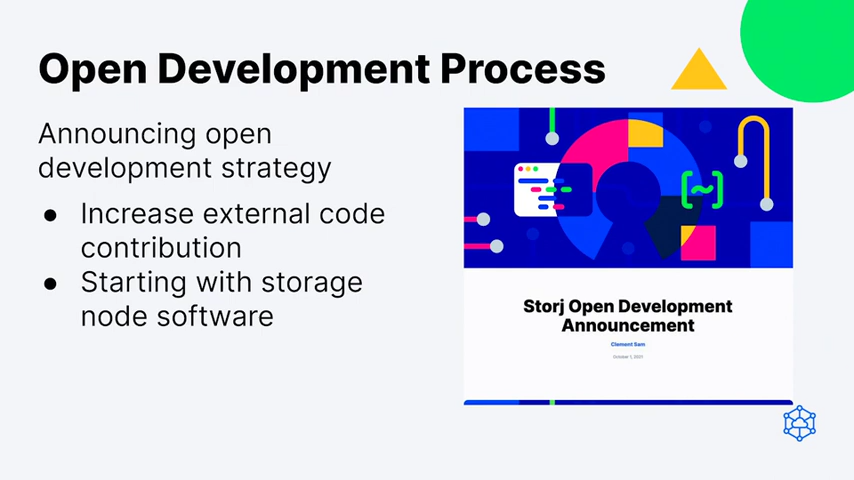 Open Development Process
Announcing open
development strategy
● Increase external code
contribution
● Starting with storage
node software
[~]
Storj Open Development
Announcement
Clement Sam
October 1, 2021